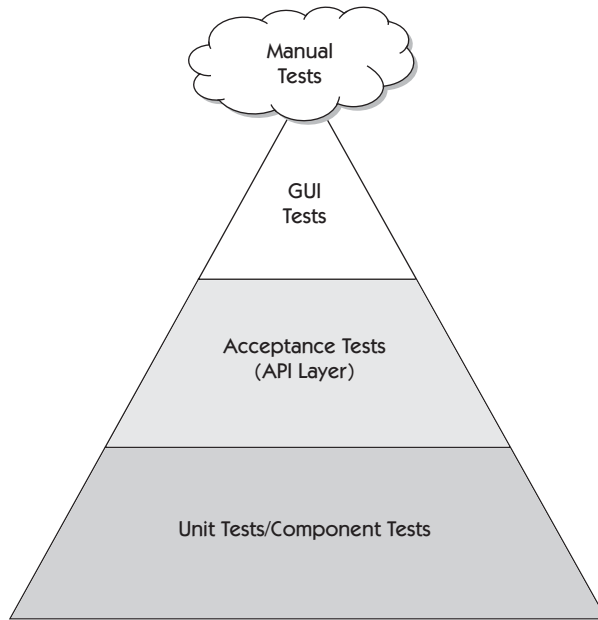 Manual
Tests
GUI
Tests
Acceptance Tests
(API Layer)
Unit Tests/Component Tests